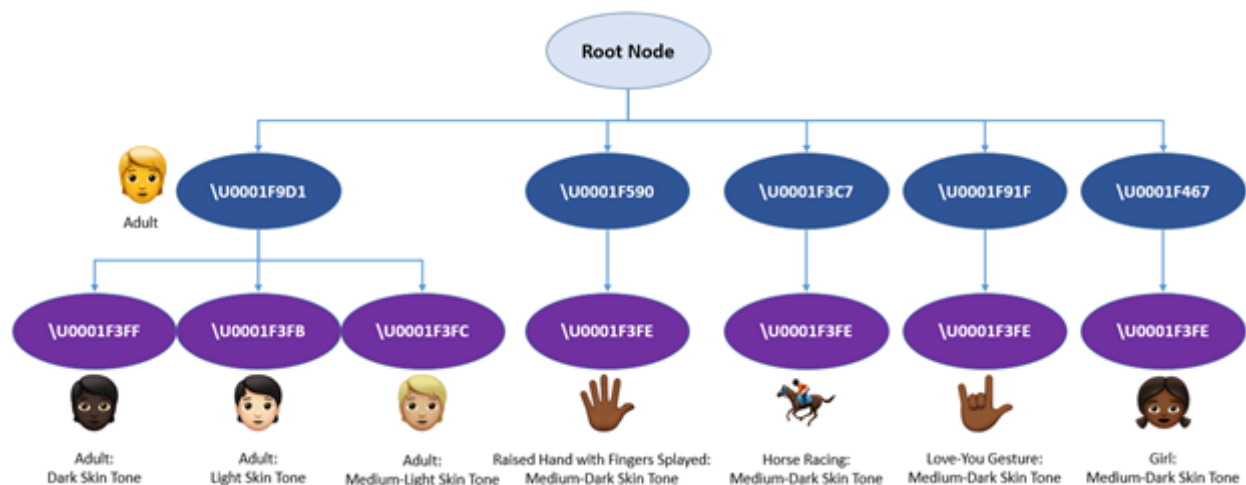 Root Node
\U0001F9D1
\U0001F590
\U0001F3C7
\U0001F91F
\U0001F467
Adult
\U0001F3FF
\U0001F3FB
\U0001F3FC
\U0001F3FE
\U0001F3FE
\U0001F3FE
\U0001F3FE
Adult:
Dark Skin Tone
Adult:
Light Skin Tone
Adult:
Medium-Light Skin Tone
Raised Hand with Fingers Splayed:
Medium-Dark Skin Tone
Horse Racing:
Medium-Dark Skin Tone
Love-You Gesture:
Medium-Dark Skin Tone
Girl:
Medium-Dark Skin Tone